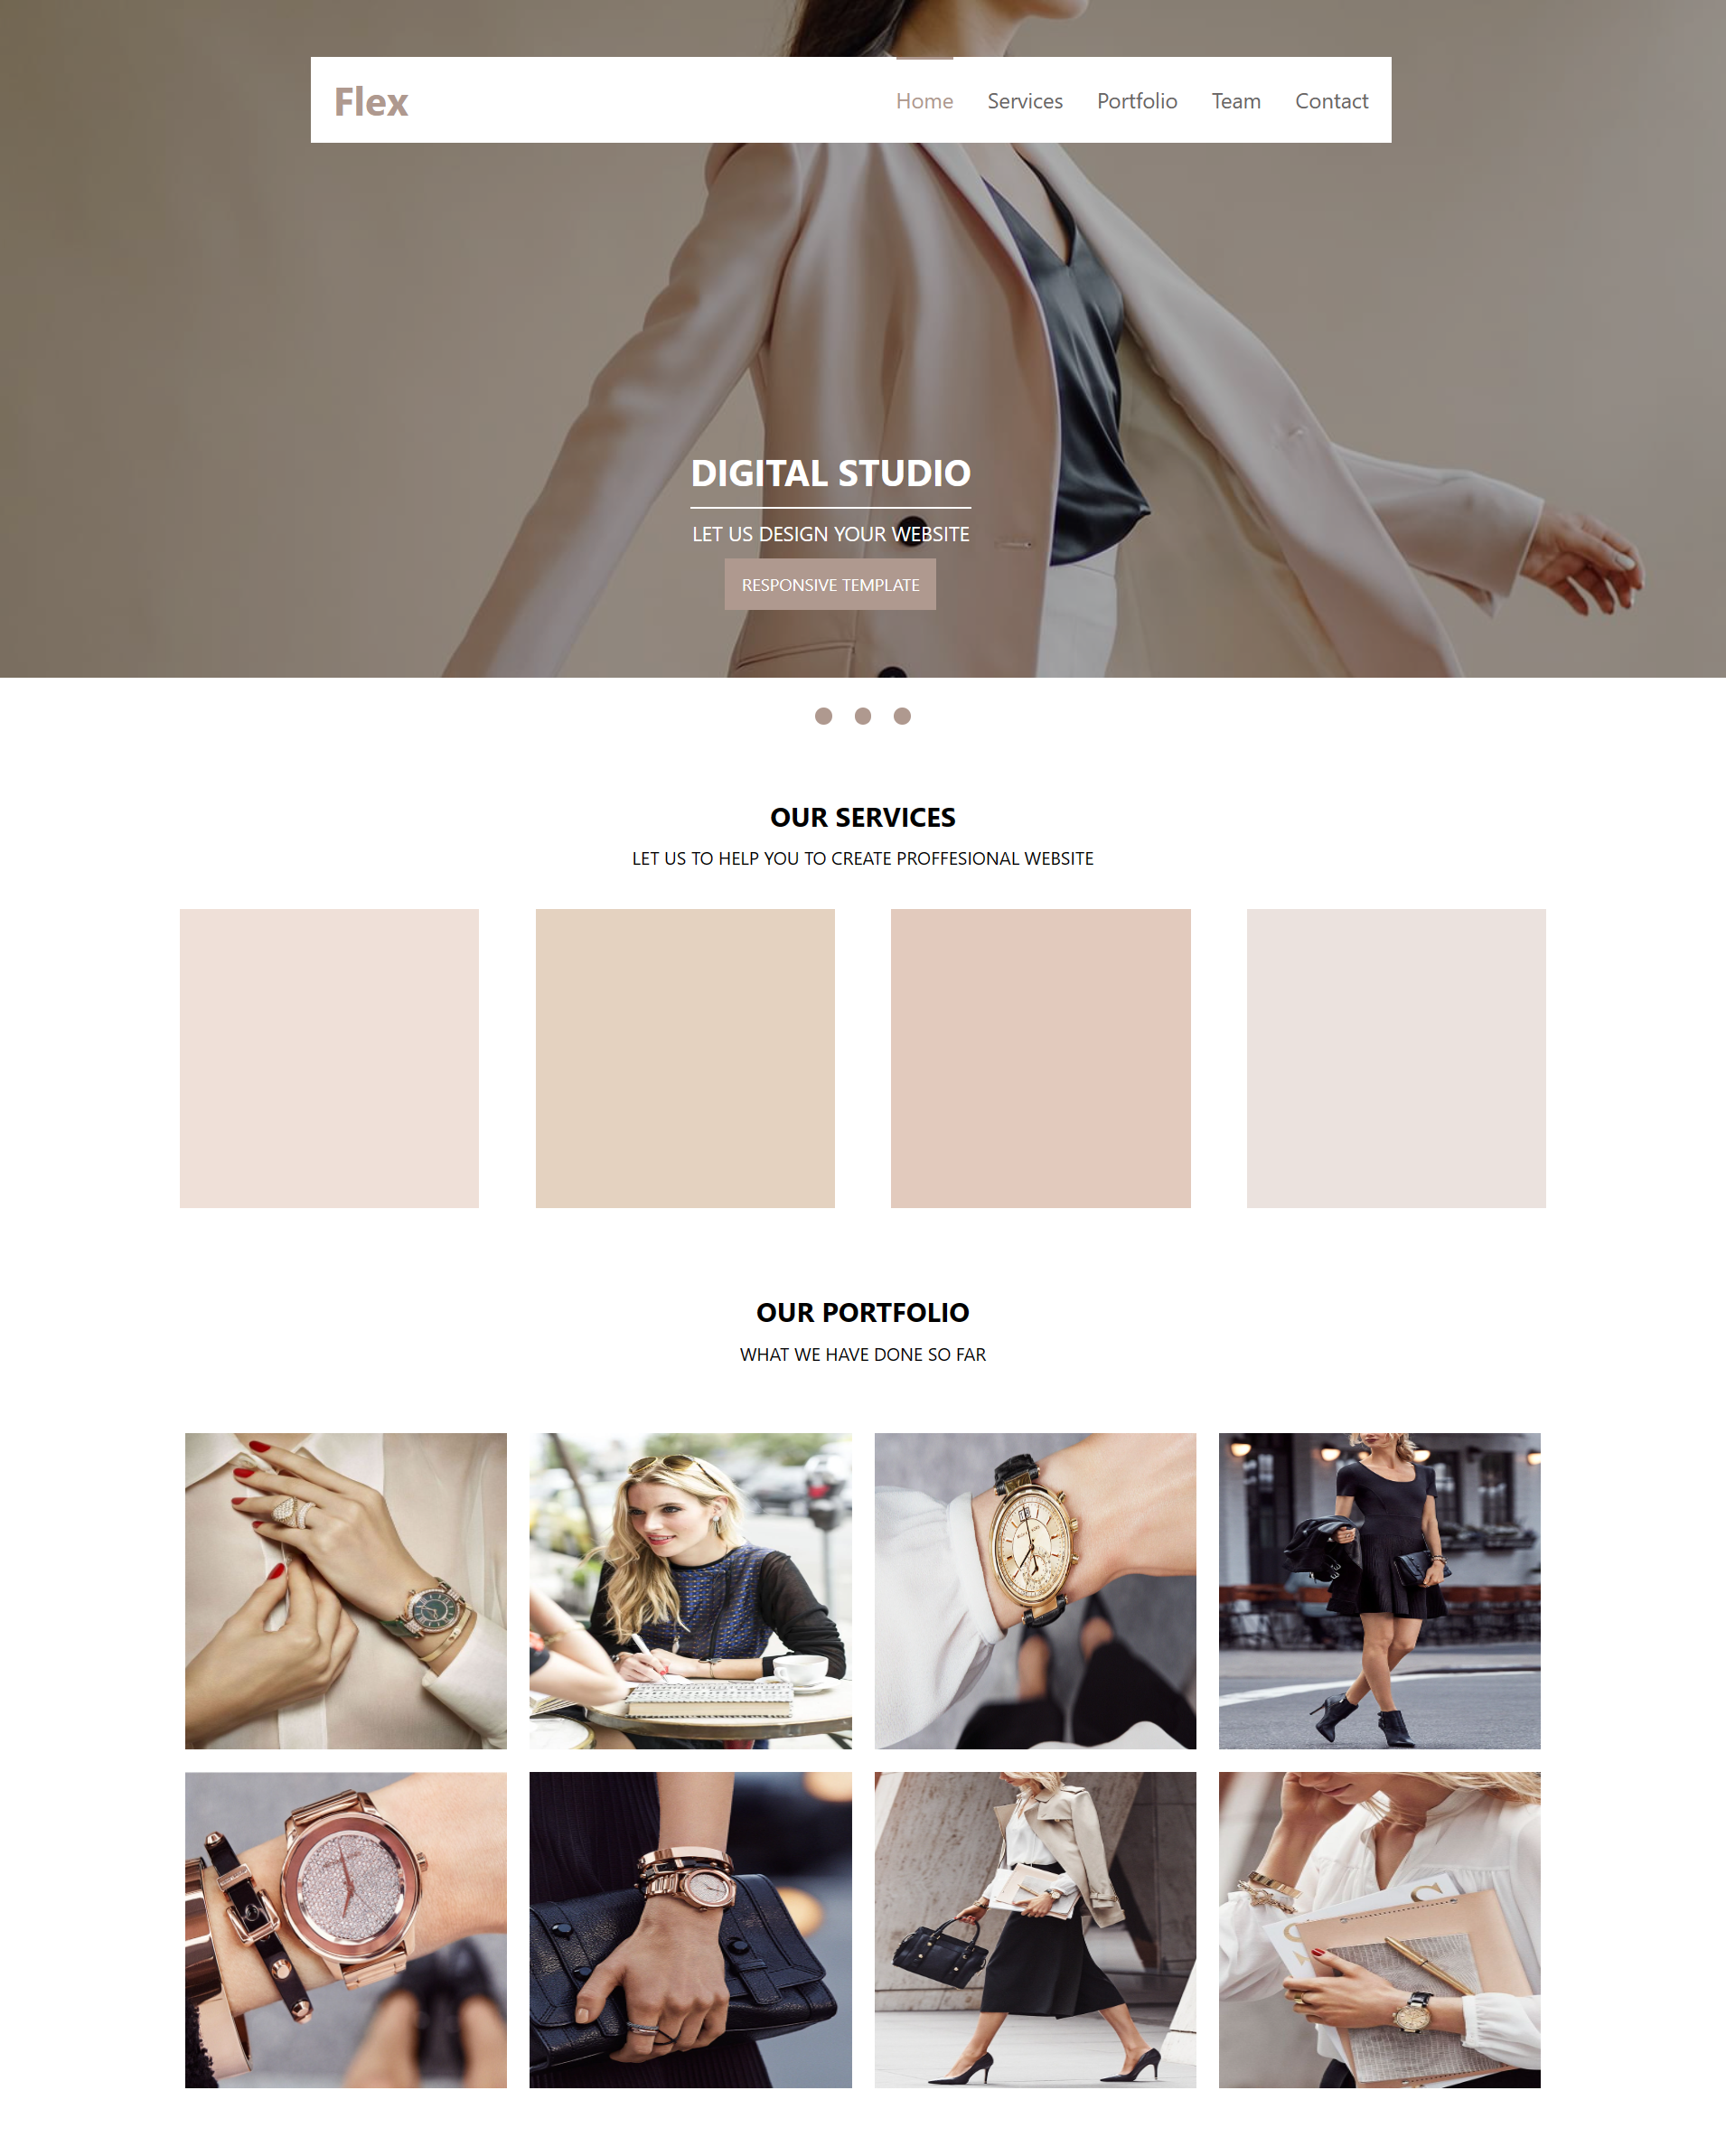 Flex
Home Services Portfolio Team Contact
DIGITAL STUDIO
LET US DESIGN YOUR WEBSITE
RESPONSIVE TEMPLATE
OUR SERVICES
LET US TO HELP YOU TO CREATE PROFFESIONAL WEBSITE
OUR PORTFOLIO
WHAT WE HAVE DONE SO FAR